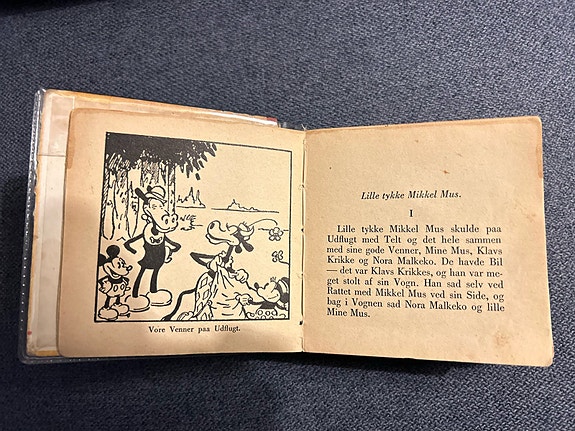 Vore Venner paa Udflugt.
Lille tykke Mikkel Mus.
I
Lille tykke Mikkel Mus skulde paa
Udflugt med Telt og det hele sammen
med sine gode Venner, Mine Mus, Klavs
Krikke og Nora Malkeko. De havde Bil
— det var Klavs Krikkes, og han var me-
get stolt af sin Vogn. Han sad selv ved
Rattet med Mikkel Mus ved sin Side, og
bag i Vognen sad Nora Malkeko og lille
Mine Mus.